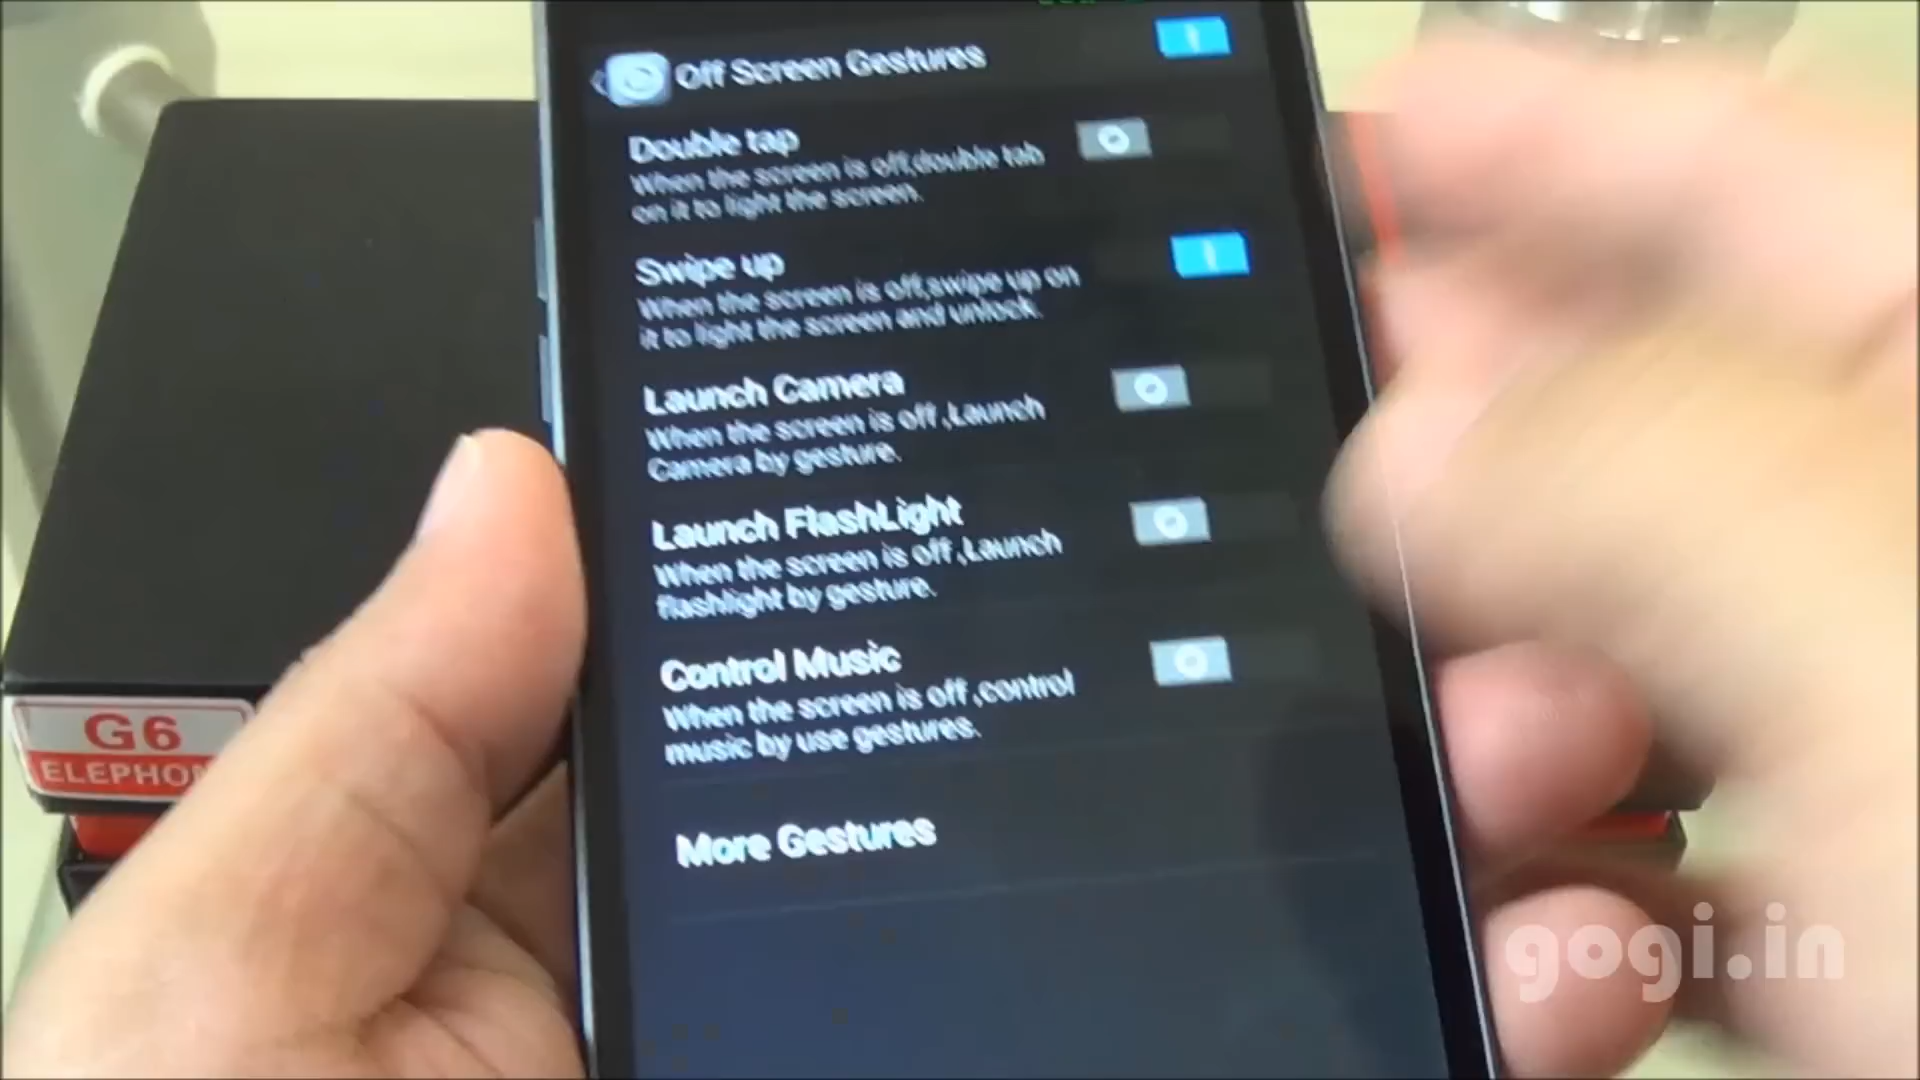 Off Screen Gestures
Double tap
When the screen is off,double tab
on it to light the screen.
Swipe up
When the screen is off,swipe up on
it to light the screen and unlock.
Launch Camera
When the screen is off ,Launch
Camera by gesture.
Launch FlashLight
When the screen is off ,Launch
flashlight by gesture.
Control Music
When the screen is off ,control
music by use gestures.
More Gestures
G6
ELEPHON
gogi.in